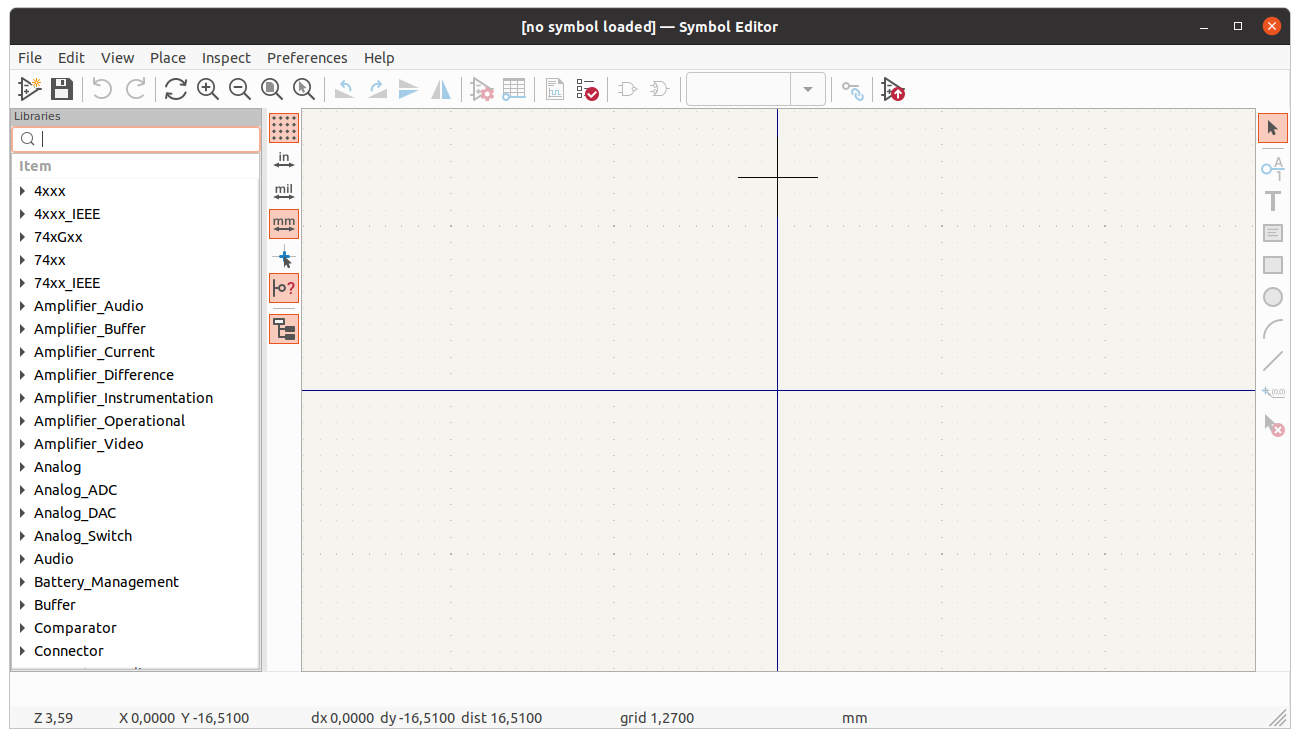 [no symbol loaded] — Symbol Editor
File Edit View Place Inspect Preferences Help
Libraries
Item
4xxx
4xxx_IEEE
74xGxx
74xx
74xx_IEEE
Amplifier_Audio
Amplifier_Buffer
Amplifier_Current
Amplifier_Difference
Amplifier_Instrumentation
Amplifier_Operational
Amplifier_Video
Analog
Analog_ADC
Analog_DAC
Analog_Switch
Audio
Battery_Management
Buffer
Comparator
Connector
in
mil
mm
?
A
1
T
(0,0)
Z 3,59 X 0,0000 Y -16,5100 dx 0,0000 dy -16,5100 dist 16,5100 grid 1,2700 mm